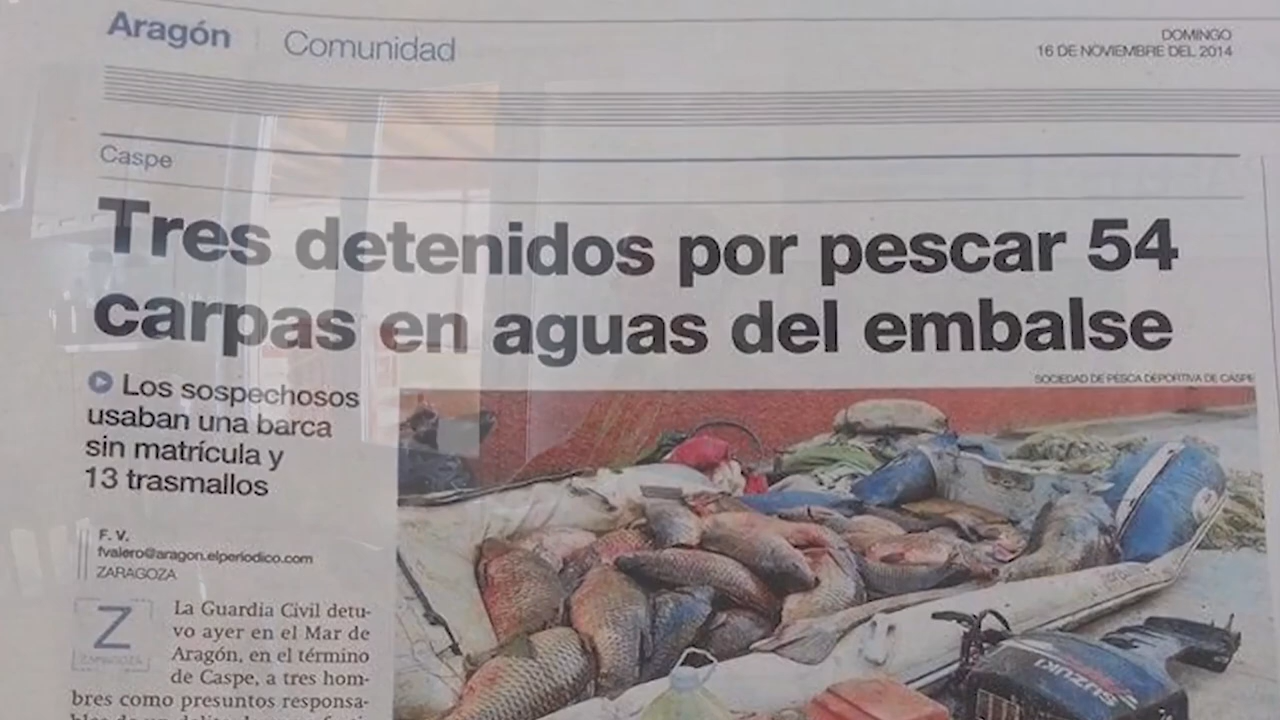 Aragón Comunidad
DOMINGO
16 DE NOVIEMBRE DEL 2014
Caspe
Tres detenidos por pescar 54
carpas en aguas del embalse
SOCIEDAD DE PESCA DEPORTIVA DE CASPE
Los sospechosos
usaban una barca
sin matrícula y
13 trasmallos
F. V.
fvalero@aragon.elperiodico.com
ZARAGOZA
Z
ZARAGOZA
La Guardia Civil detu-
vo ayer en el Mar de
Aragón, en el término
de Caspe, a tres hom-
bres como presuntos responsa-
SUZUKI